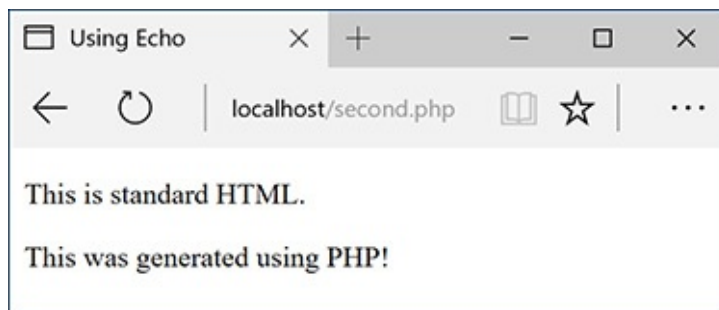 Using Echo
localhost/second.php
This is standard HTML.
This was generated using PHP!